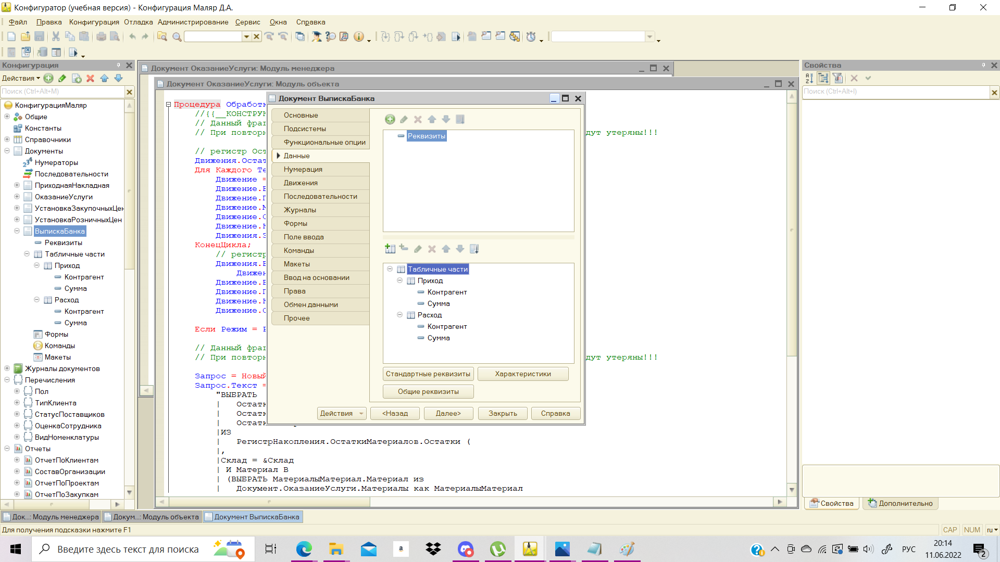 Конфигуратор (учебная версия) - Конфигурация Маляр Д.А.
Файл Правка Конфигурация Отладка Администрирование Сервис Окна Справка
Конфигурация
Действия
Поиск (Ctrl+Alt+M)
КонфигурацияМаляр
Общие
Константы
Справочники
Документы
Нумераторы
Последовательности
ПриходнаяНакладная
ОказаниеУслуги
УстановкаЗакупочныхЦен
УстановкаРозничныхЦен
ВыпискаБанка
Реквизиты
Табличные части
Приход
Контрагент
Сумма
Расход
Контрагент
Сумма
Формы
Команды
Макеты
Журналы документов
Перечисления
Пол
ТипКлиента
СтатусПоставщиков
ОценкаСотрудника
ВидНоменклатуры
Отчеты
ОтчетПоКлиентам
СоставОрганизации
ОтчетПоПроектам
ОтчетПоЗакупкам
Документ ОказаниеУслуги: Модуль менеджера
Документ ОказаниеУслуги: Модуль объекта
Процедура Обработк
//{{__КОНСТРУК
// Данный фраг
// При повторн дут утеряны!!!
// регистр Ост
Движения.Остат
Для Каждого Те
Движение =
Движение.
Движение.
Движение.
Движение.
Движение.
Движения.
КонецЦикла;
// регистр
Движения.
Движен
Движение.
Движение.
Движение.
Движение.
Если Режим =
// Данный фраг
// При повторн дут утеряны!!!
Запрос = Новый
Запрос.Текст =
"ВЫБРАТЬ
| Остатк
| Остатк
| Остатк
|ИЗ
| РегистрНакопления.ОстаткиМатериалов.Остатки (
|,
|Склад = &Склад
| И Материал В
| (ВЫБРАТЬ МатериалыМатериал.Материал из
| Документ.ОказаниеУслуги.Материалы как МатериалыМатериал
Документ ВыпискаБанка
Основные
Подсистемы
Функциональные опции
Данные
Нумерация
Движения
Последовательности
Журналы
Формы
Поле ввода
Команды
Макеты
Ввод на основании
Права
Обмен данными
Прочее
Реквизиты
Табличные части
Приход
Контрагент
Сумма
Расход
Контрагент
Сумма
Стандартные реквизиты Характеристики
Общие реквизиты
Действия <Назад Далее> Закрыть Справка
Свойства
Поиск (Ctrl+Alt+I)
Свойства Дополнительно
Док...: Модуль менеджера Докум...: Модуль объекта Документ ВыпискаБанка
Для получения подсказки нажмите F1
CAP NUM ru
Введите здесь текст для поиска
a
РУС
20:14
11.06.2022
2